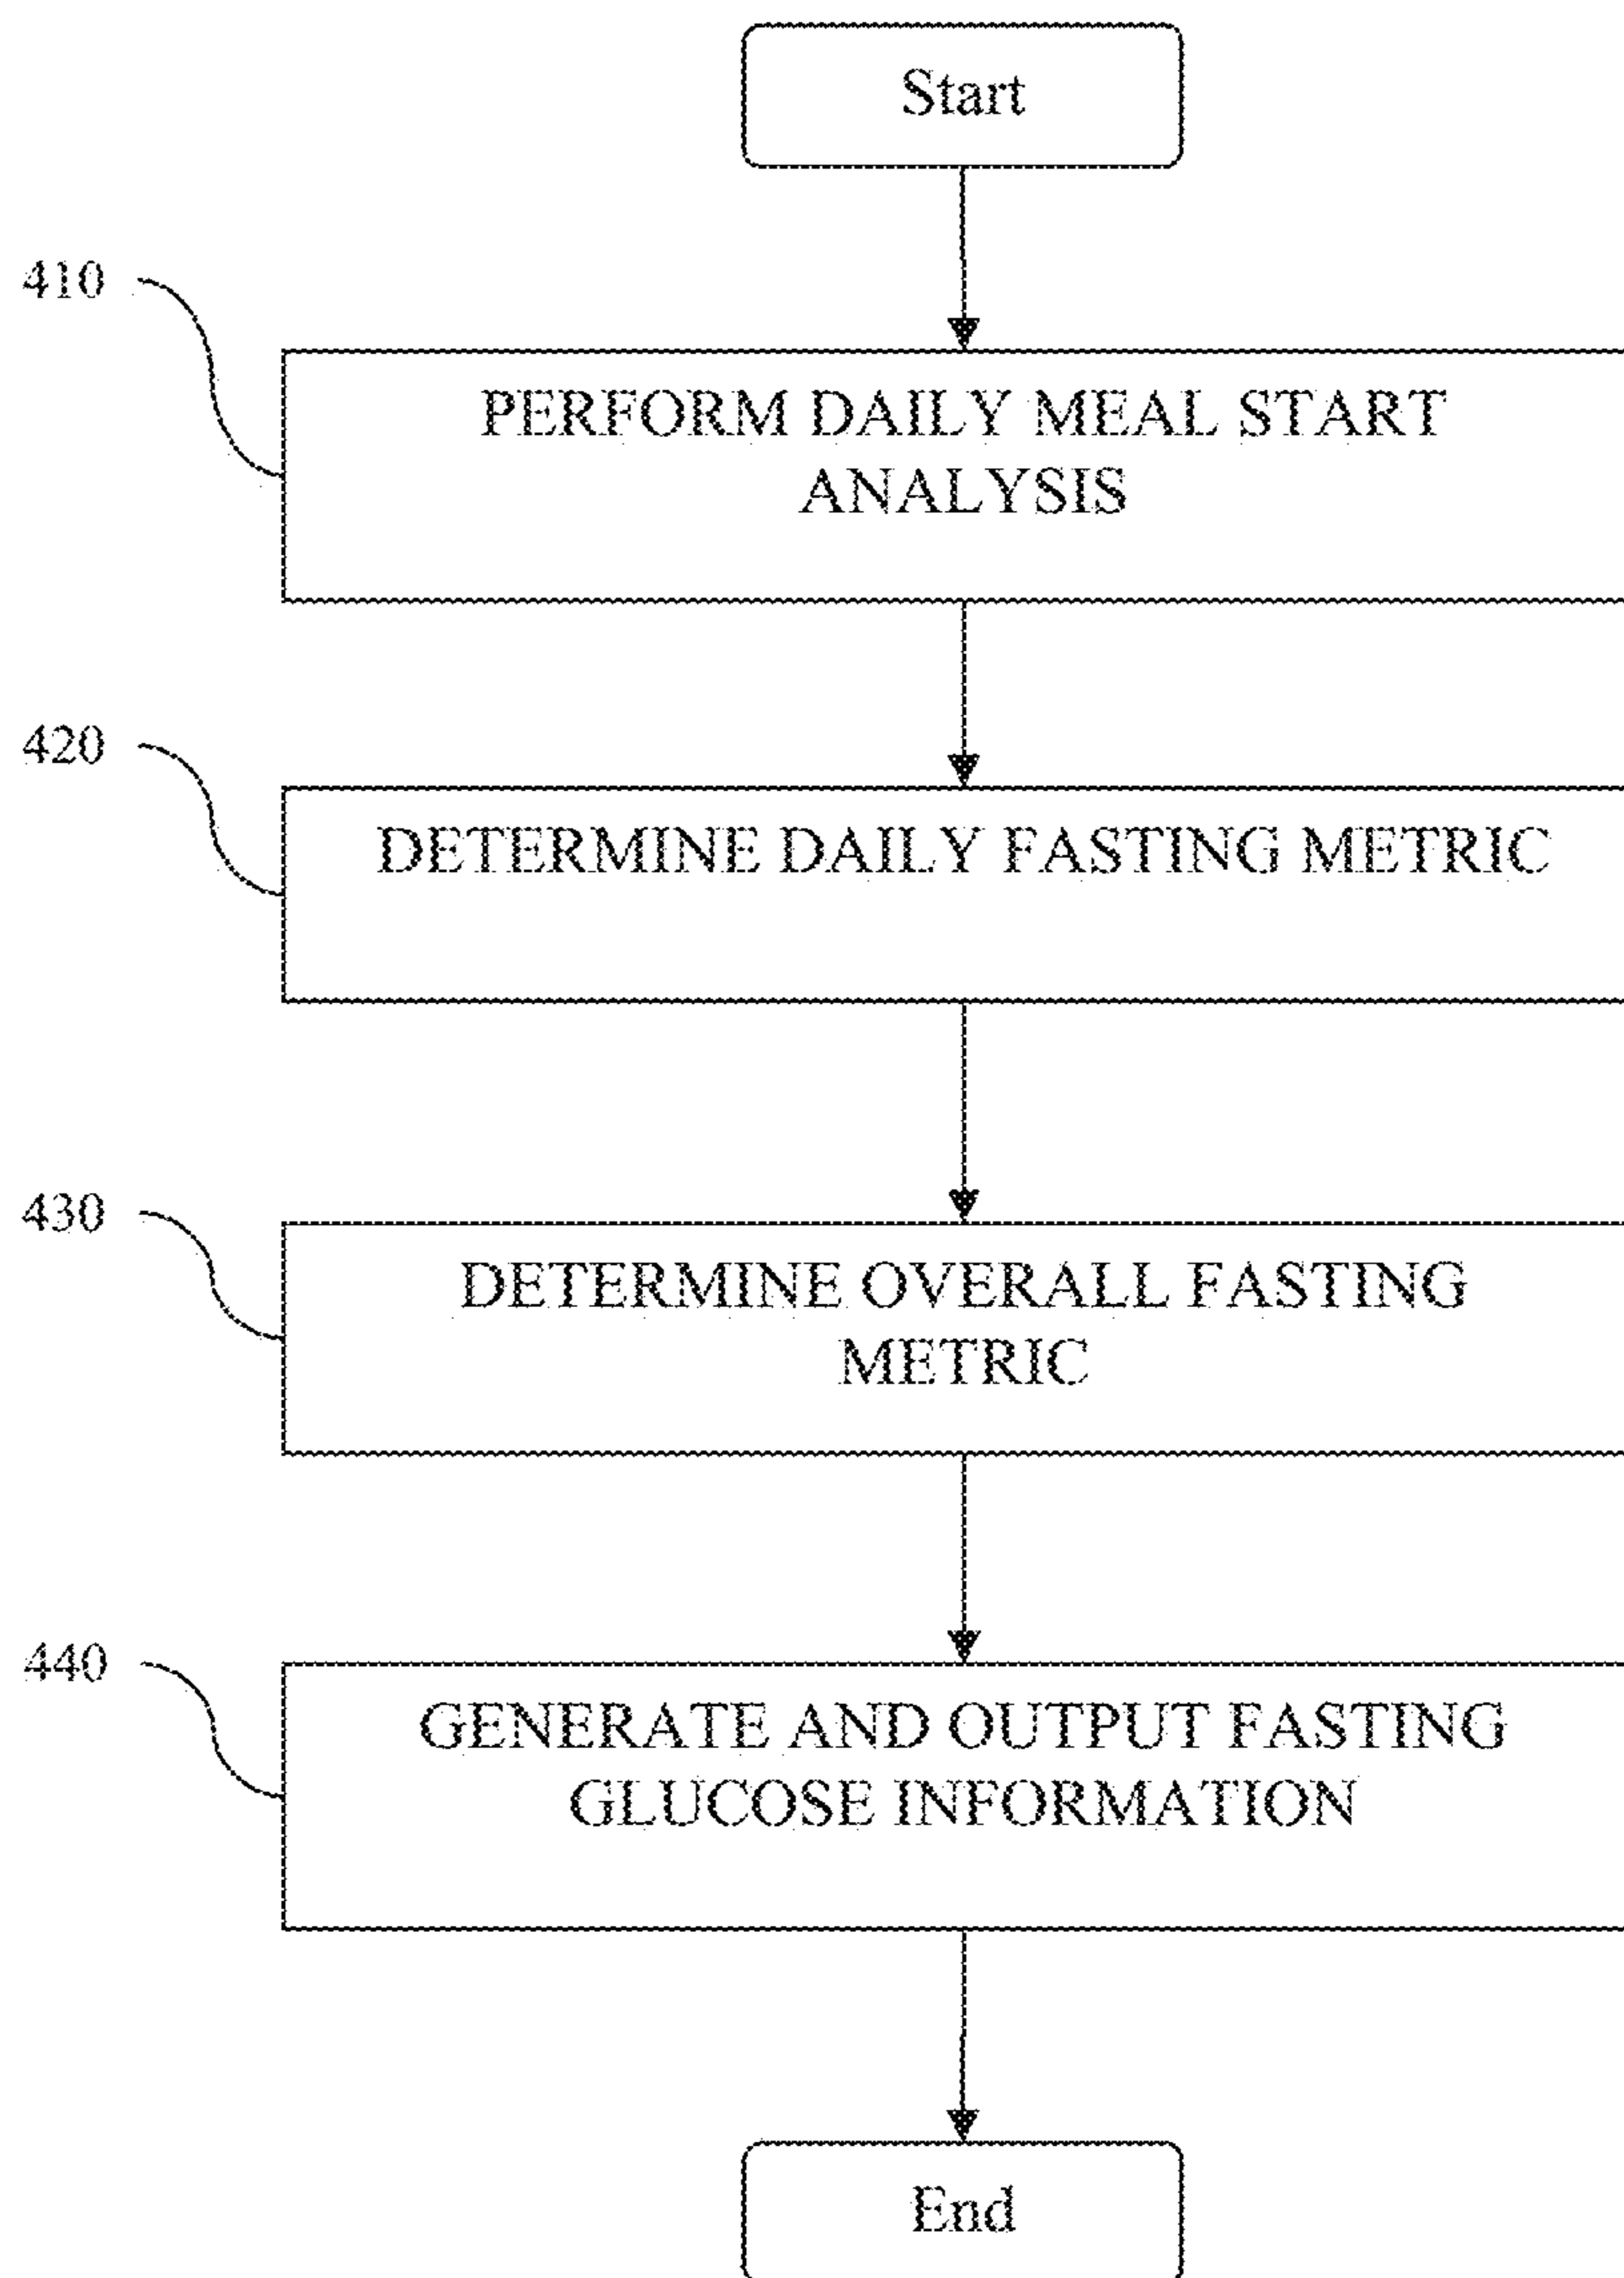 Start
410
PERFORM DAILY MEAL START
ANALYSIS
420
DETERMINE DAILY FASTING METRIC
430
DETERMINE OVERALL FASTING
METRIC
440
GENERATE AND OUTPUT FASTING
GLUCOSE INFORMATION
End